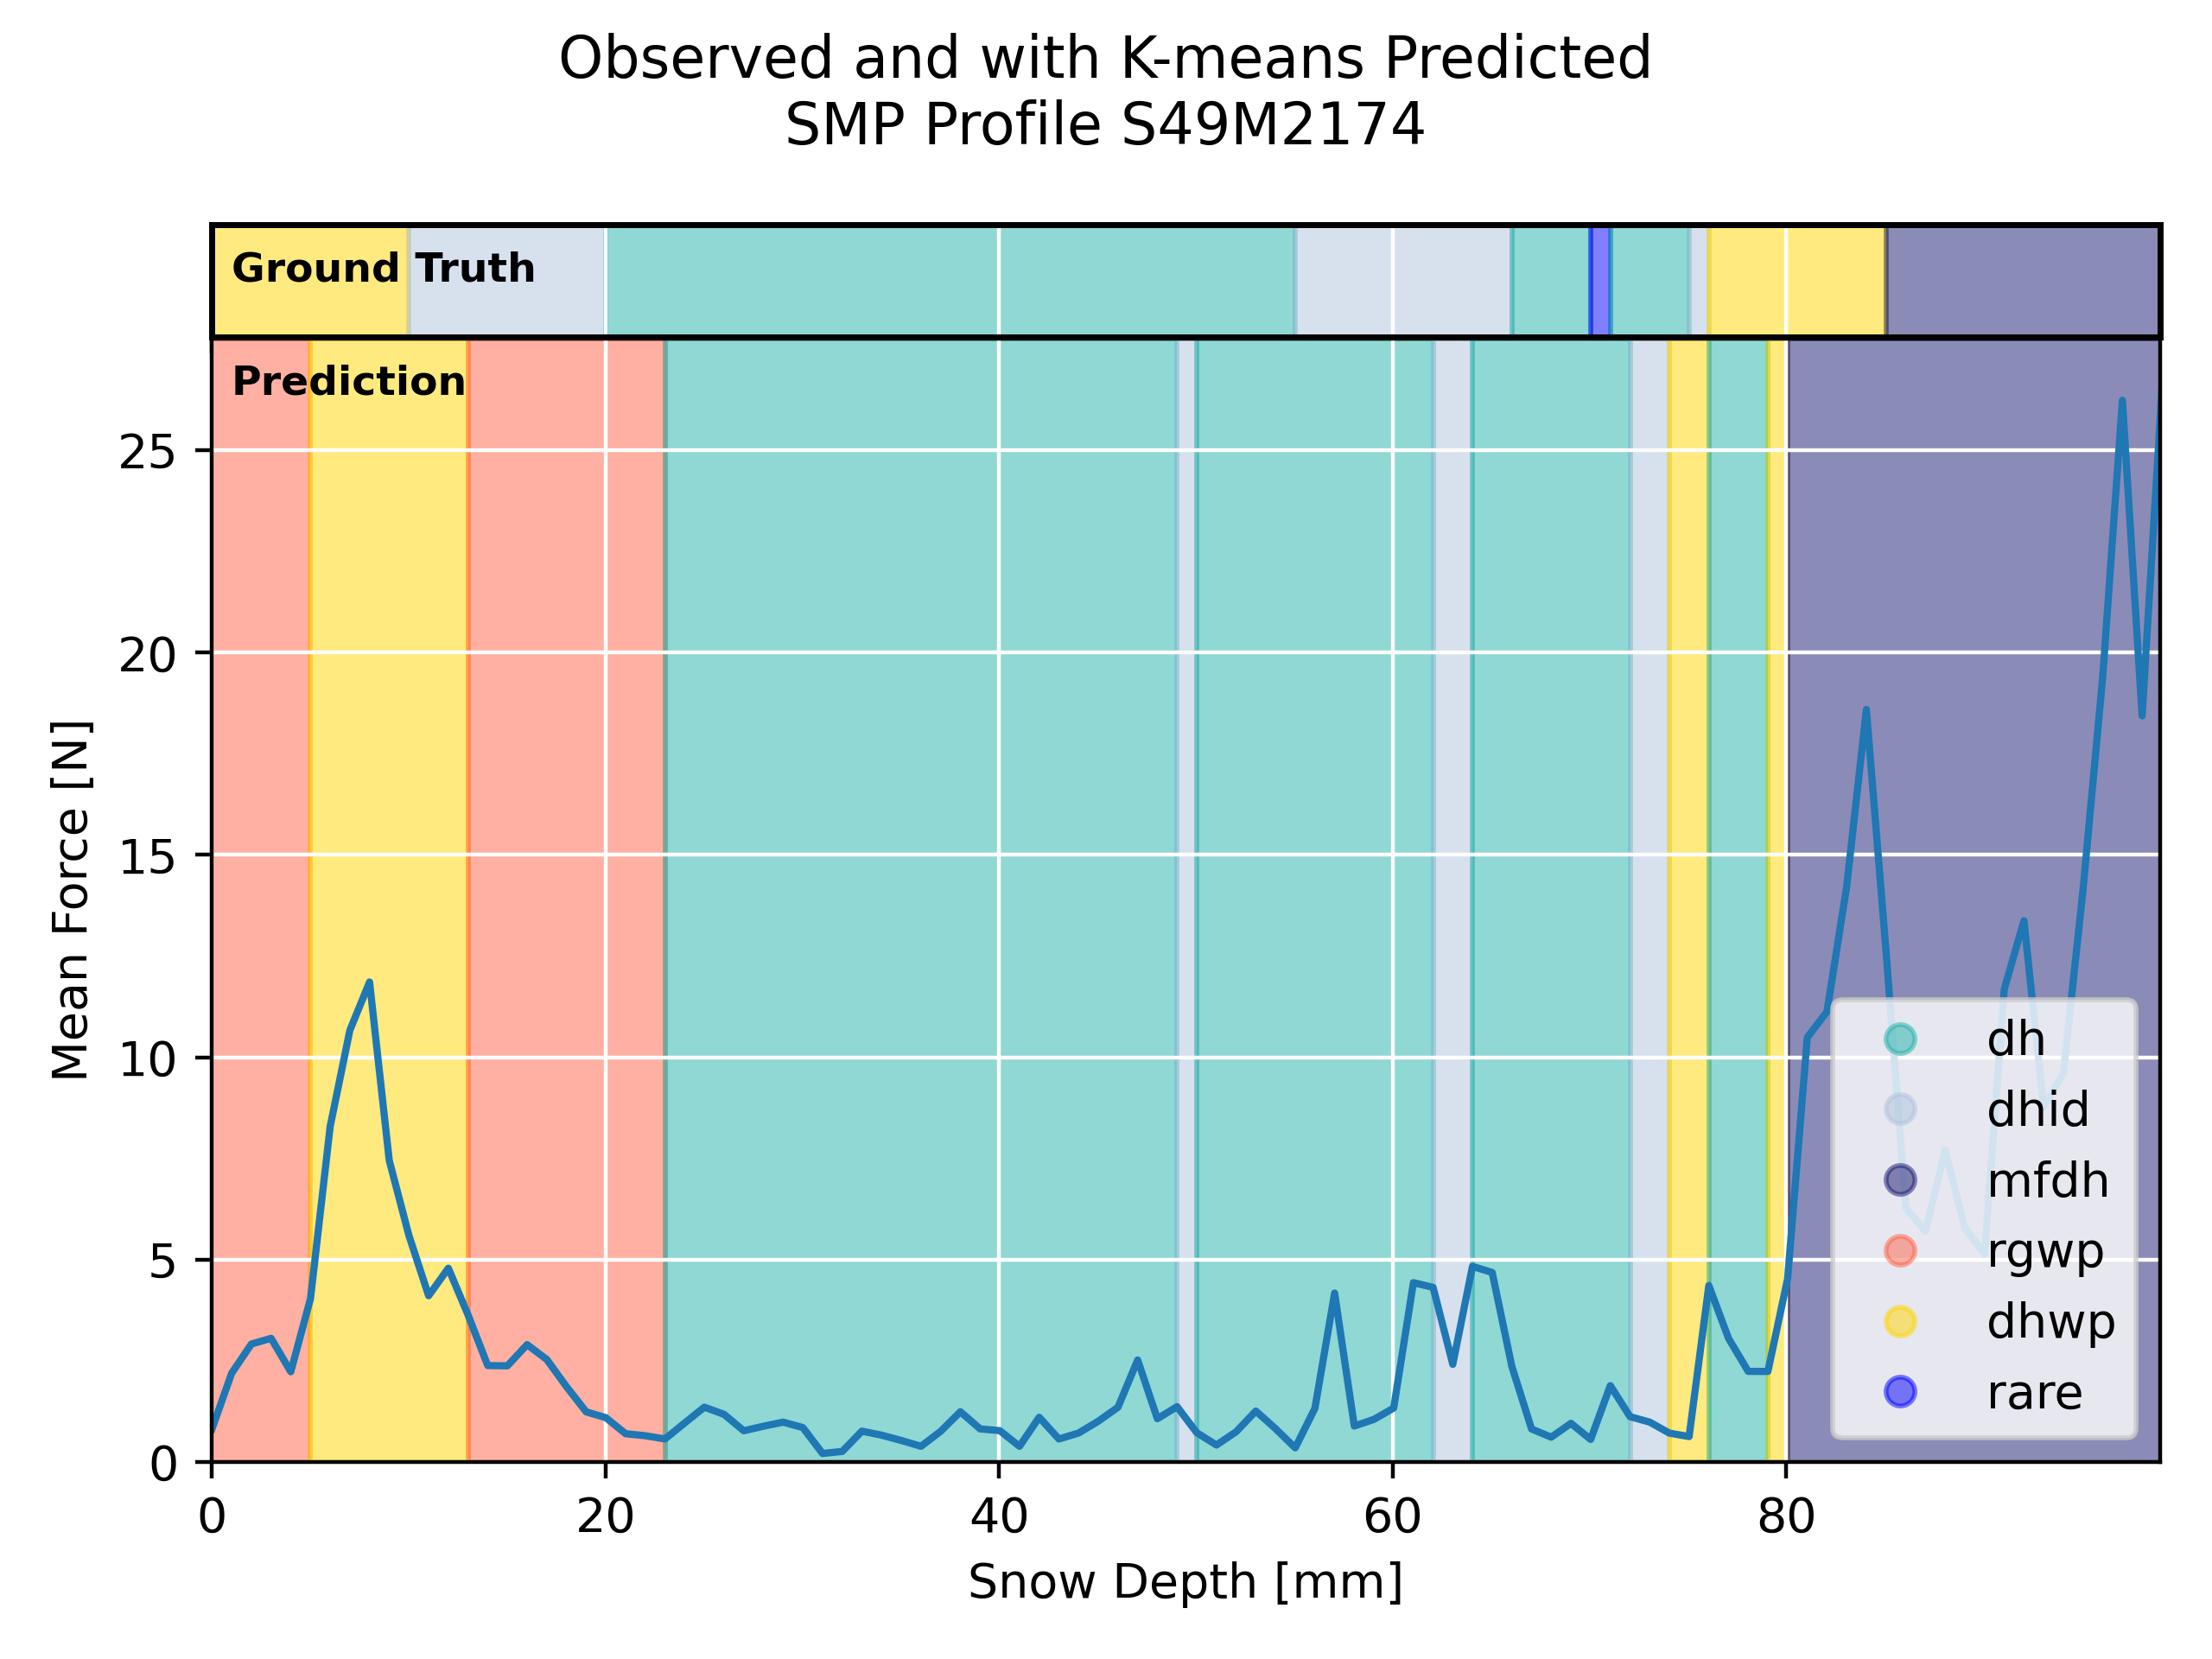 Observed and with K-means Predicted
SMP Profile S49M2174
Ground Truth
Prediction
25
20
15
10
5
0
Mean Force [N]
dh
dhid
mfdh
rgwp
dhwp
rare
0 20 40 60 80
Snow Depth [mm]